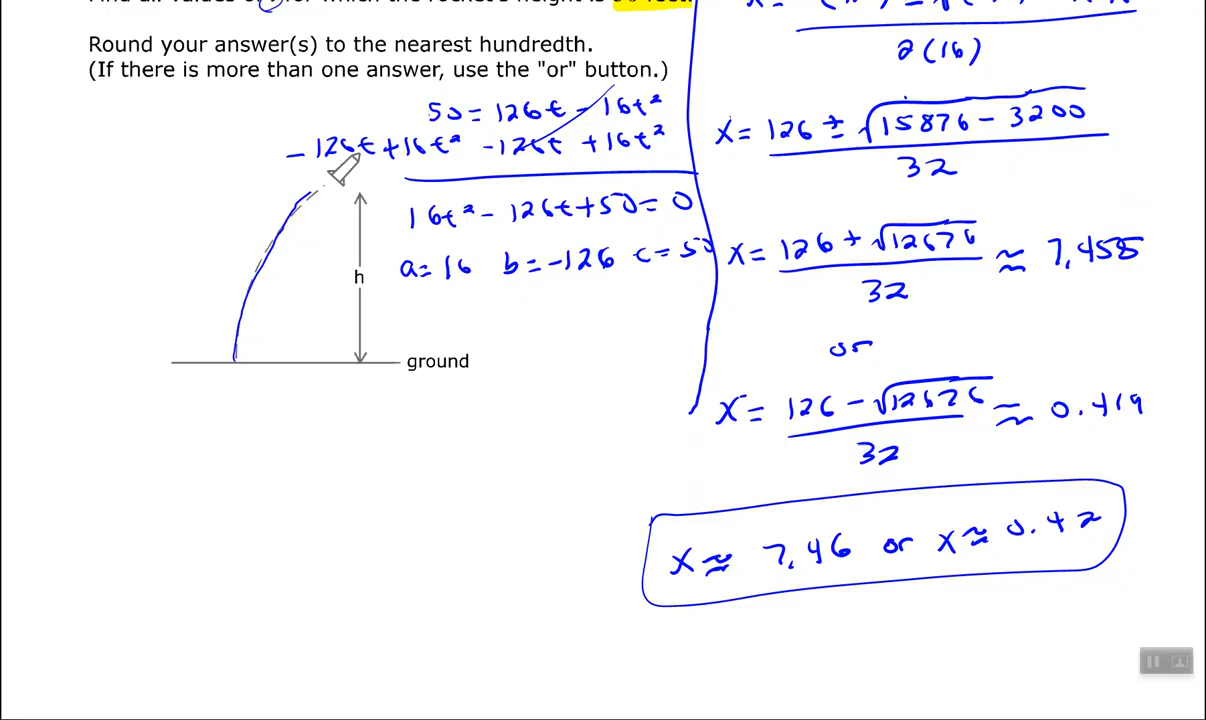 Round your answer(s) to the nearest hundredth.
(If there is more than one answer, use the "or" button.)
50 = 126t - 16t²
- 126t + 16t² - 126t + 16t²
16t² - 126t + 50 = 0
a = 16 b = -126 c = 50
h
ground
2(16)
x = 126 ± √15876 - 3200
32
x = 126 + √12676 ≈ 7.458
32
or
x = 126 - √12676 ≈ 0.419
32
x ≈ 7.46 or x ≈ 0.42